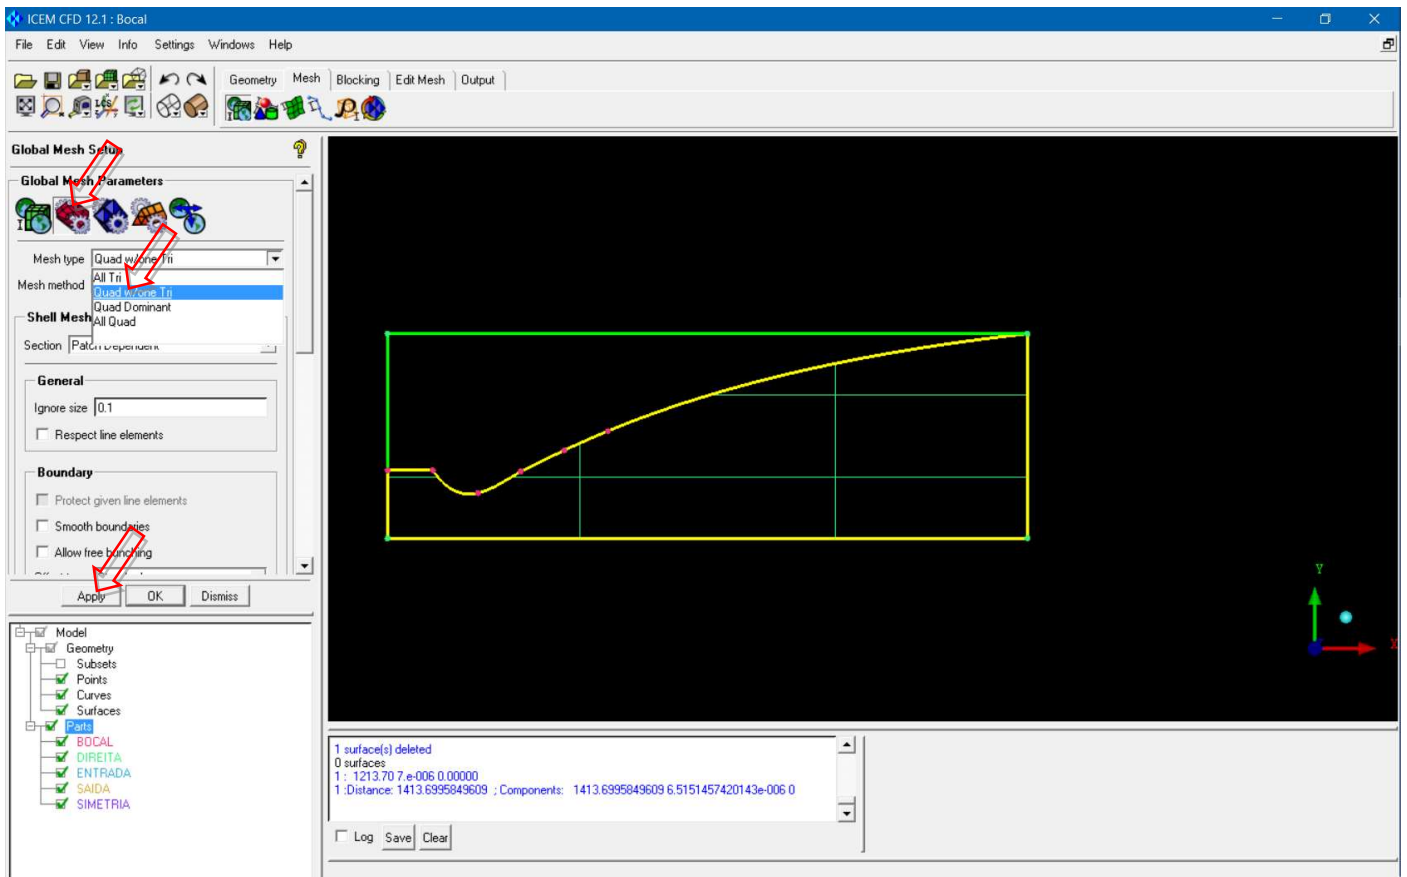 ICEM CFD 12.1 : Bocal
File Edit View Info Settings Windows Help
Geometry Mesh Blocking Edit Mesh Output
Global Mesh Setup
Global Mesh Parameters
Mesh type Quad w/one Tri
All Tri
Mesh method
Quad w/one Tri
Quad Dominant
Shell Mesh
All Quad
Section Patch Dependent
General
Ignore size 0.1
Respect line elements
Boundary
Protect given line elements
Smooth boundaries
Allow free bunching
Apply OK Dismiss
Model
Geometry
Subsets
Points
Curves
Surfaces
Parts
BOCAL
DIREITA
ENTRADA
SAIDA
SIMETRIA
Y
X
1 surface(s) deleted
0 surfaces
1 : 1213.70 7.e-006 0.00000
1 :Distance: 1413.6995849609 ; Components: 1413.6995849609 6.5151457420143e-006 0
Log Save Clear